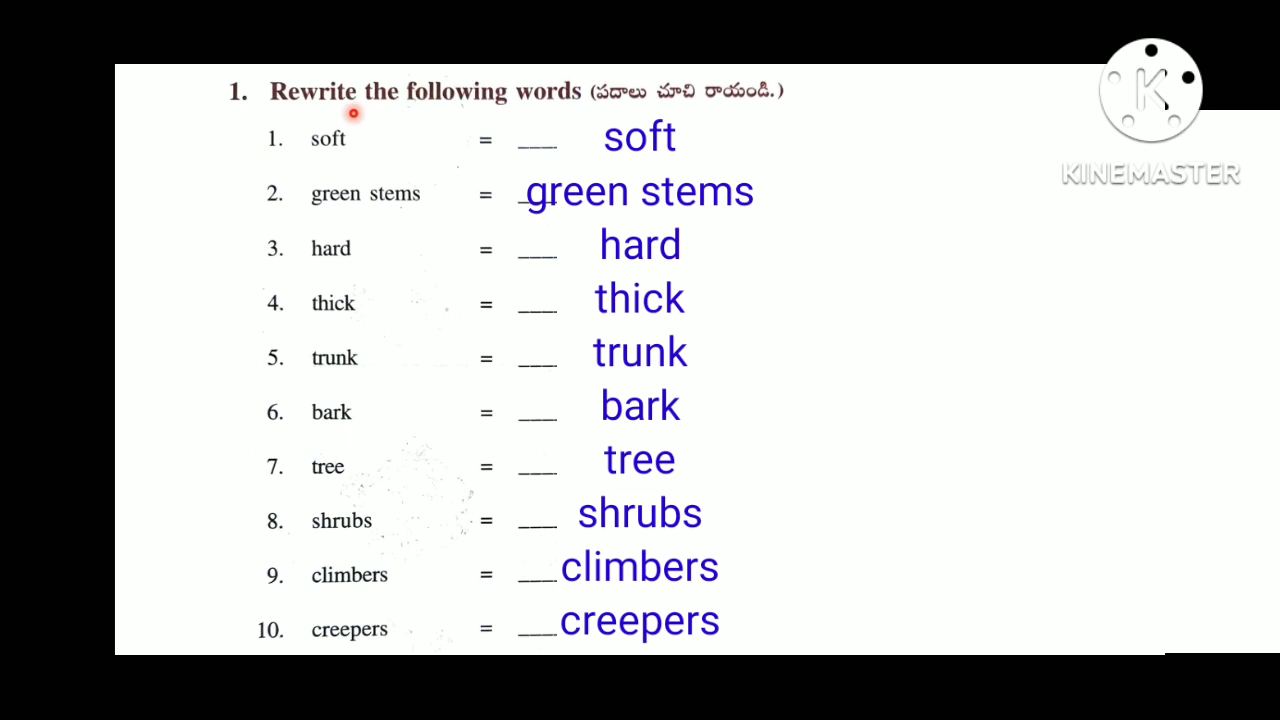 1. Rewrite the following words (పదాలు చూచి రాయండి.)
1. soft = ___ soft
2. green stems = ___ green stems
3. hard = ___ hard
4. thick = ___ thick
5. trunk = ___ trunk
6. bark = ___ bark
7. tree = ___ tree
8. shrubs = ___ shrubs
9. climbers = ___ climbers
10. creepers = ___ creepers
K
KINEMASTER